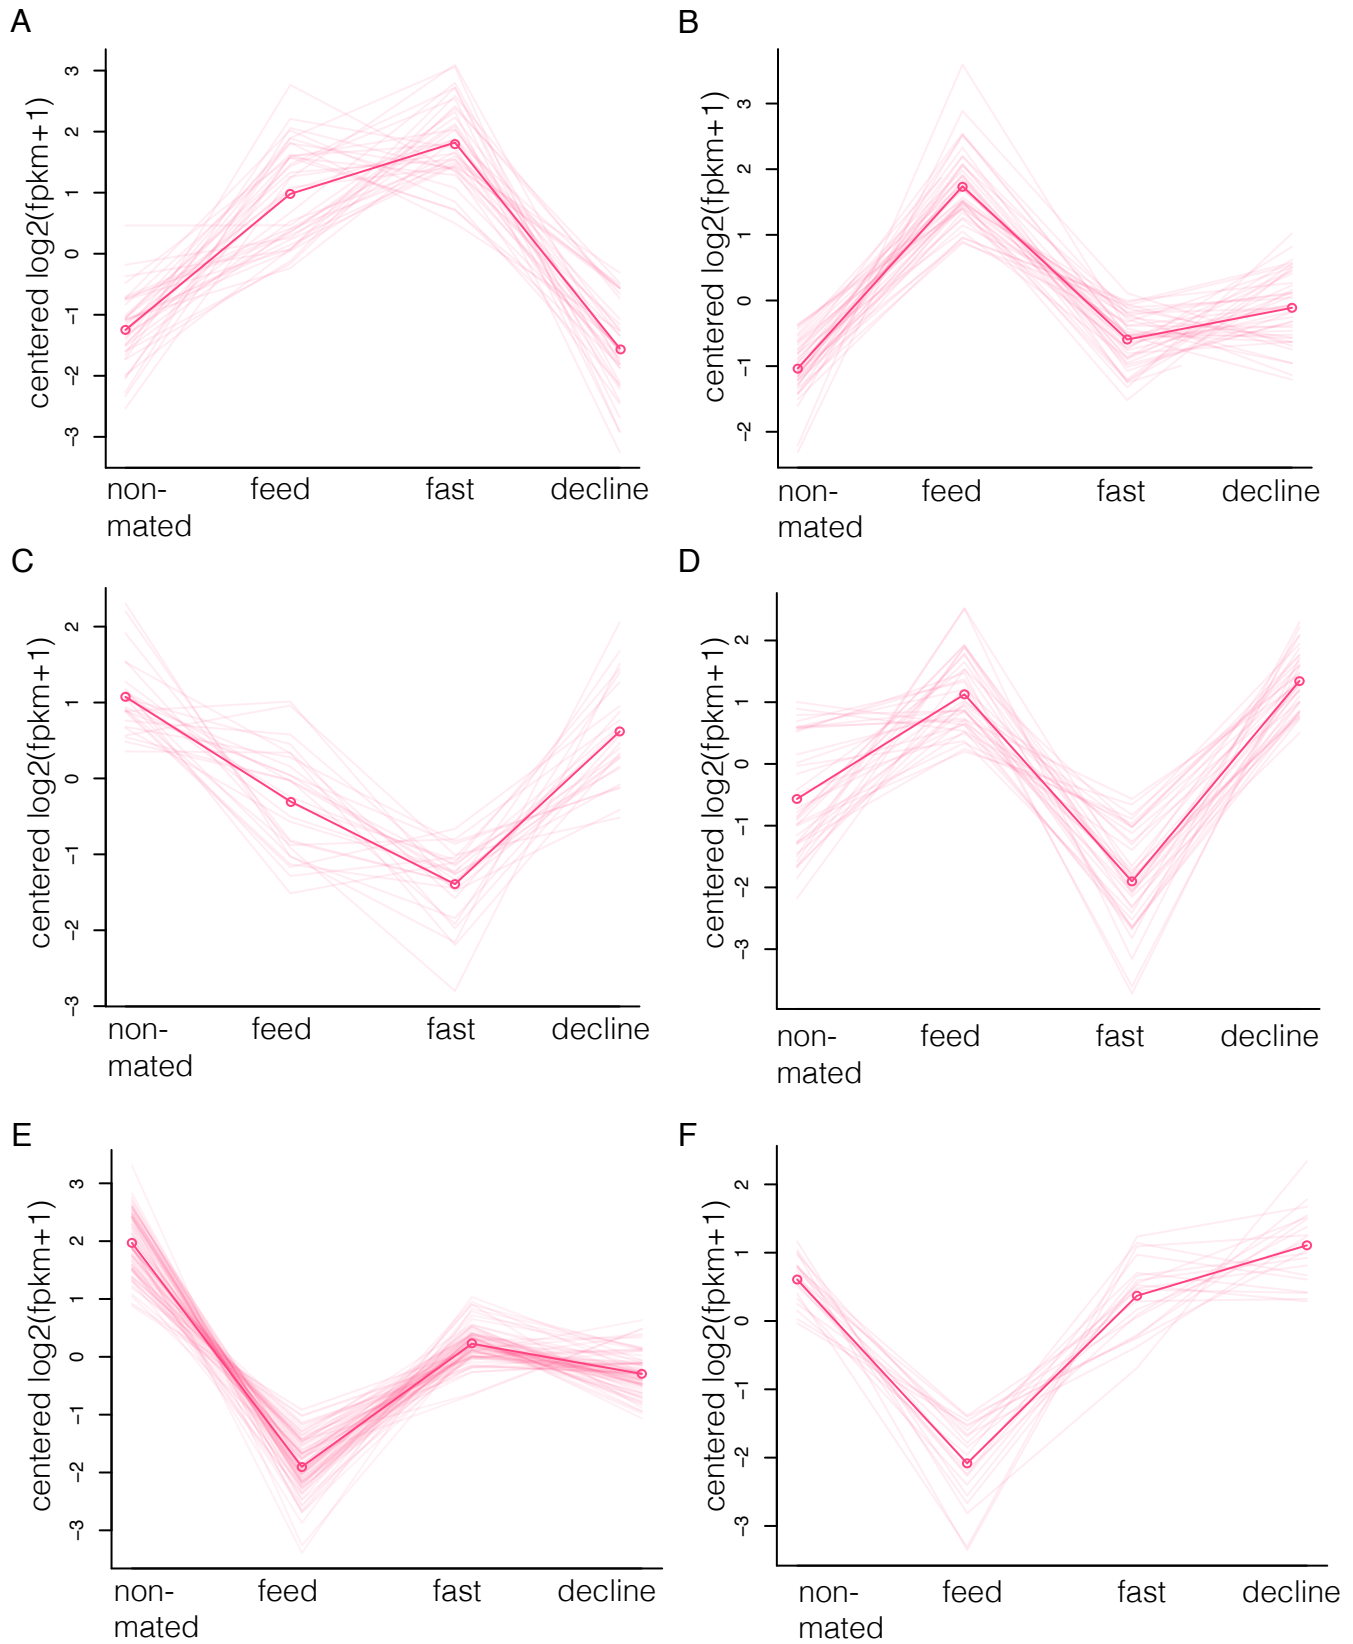 A
centered log2(fpkm+1)
3
2
1
0
−1
−2
−3
non-
mated
feed
fast
decline
B
centered log2(fpkm+1)
3
2
1
0
−1
−2
non-
mated
feed
fast
decline
C
centered log2(fpkm+1)
2
1
0
−1
−2
−3
non-
mated
feed
fast
decline
D
centered log2(fpkm+1)
2
1
0
−1
−2
−3
non-
mated
feed
fast
decline
E
centered log2(fpkm+1)
3
2
1
0
−1
−2
−3
non-
mated
feed
fast
decline
F
centered log2(fpkm+1)
2
1
0
−1
−2
−3
non-
mated
feed
fast
decline